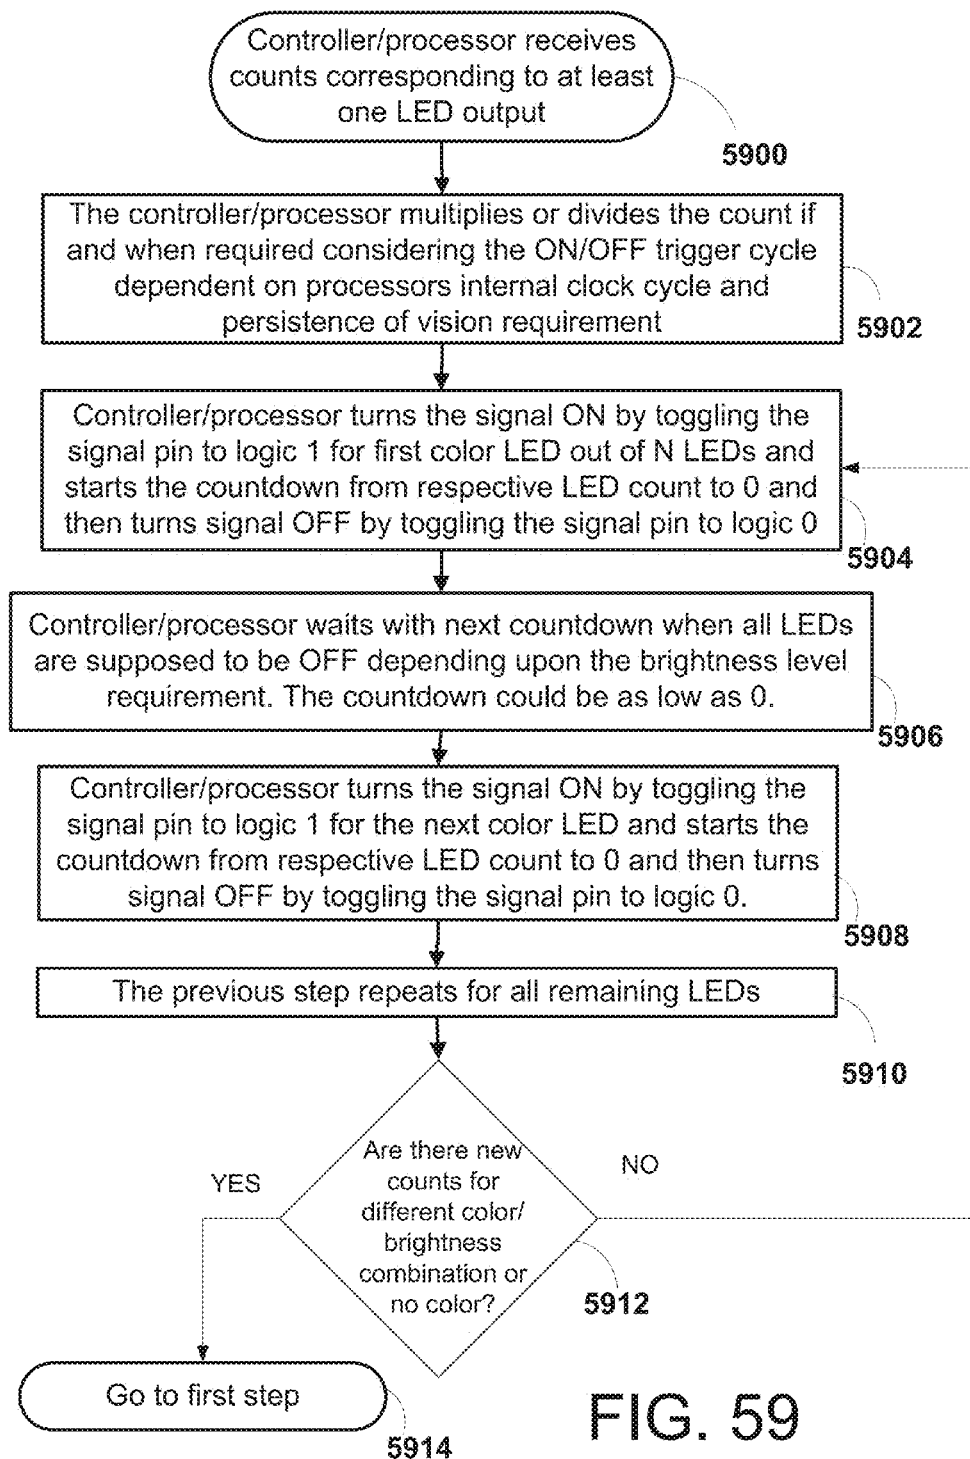 Controller/processor receives
counts corresponding to at least
one LED output
5900
The controller/processor multiplies or divides the count if
and when required considering the ON/OFF trigger cycle
dependent on processors internal clock cycle and
persistence of vision requirement
5902
Controller/processor turns the signal ON by toggling the
signal pin to logic 1 for first color LED out of N LEDs and
starts the countdown from respective LED count to 0 and
then turns signal OFF by toggling the signal pin to logic 0
5904
Controller/processor waits with next countdown when all LEDs
are supposed to be OFF depending upon the brightness level
requirement. The countdown could be as low as 0.
5906
Controller/processor turns the signal ON by toggling the
signal pin to logic 1 for the next color LED and starts the
countdown from respective LED count to 0 and then turns
signal OFF by toggling the signal pin to logic 0.
5908
The previous step repeats for all remaining LEDs
5910
Are there new
counts for
different color/
brightness
combination or
no color?
YES
NO
5912
Go to first step
5914
FIG. 59